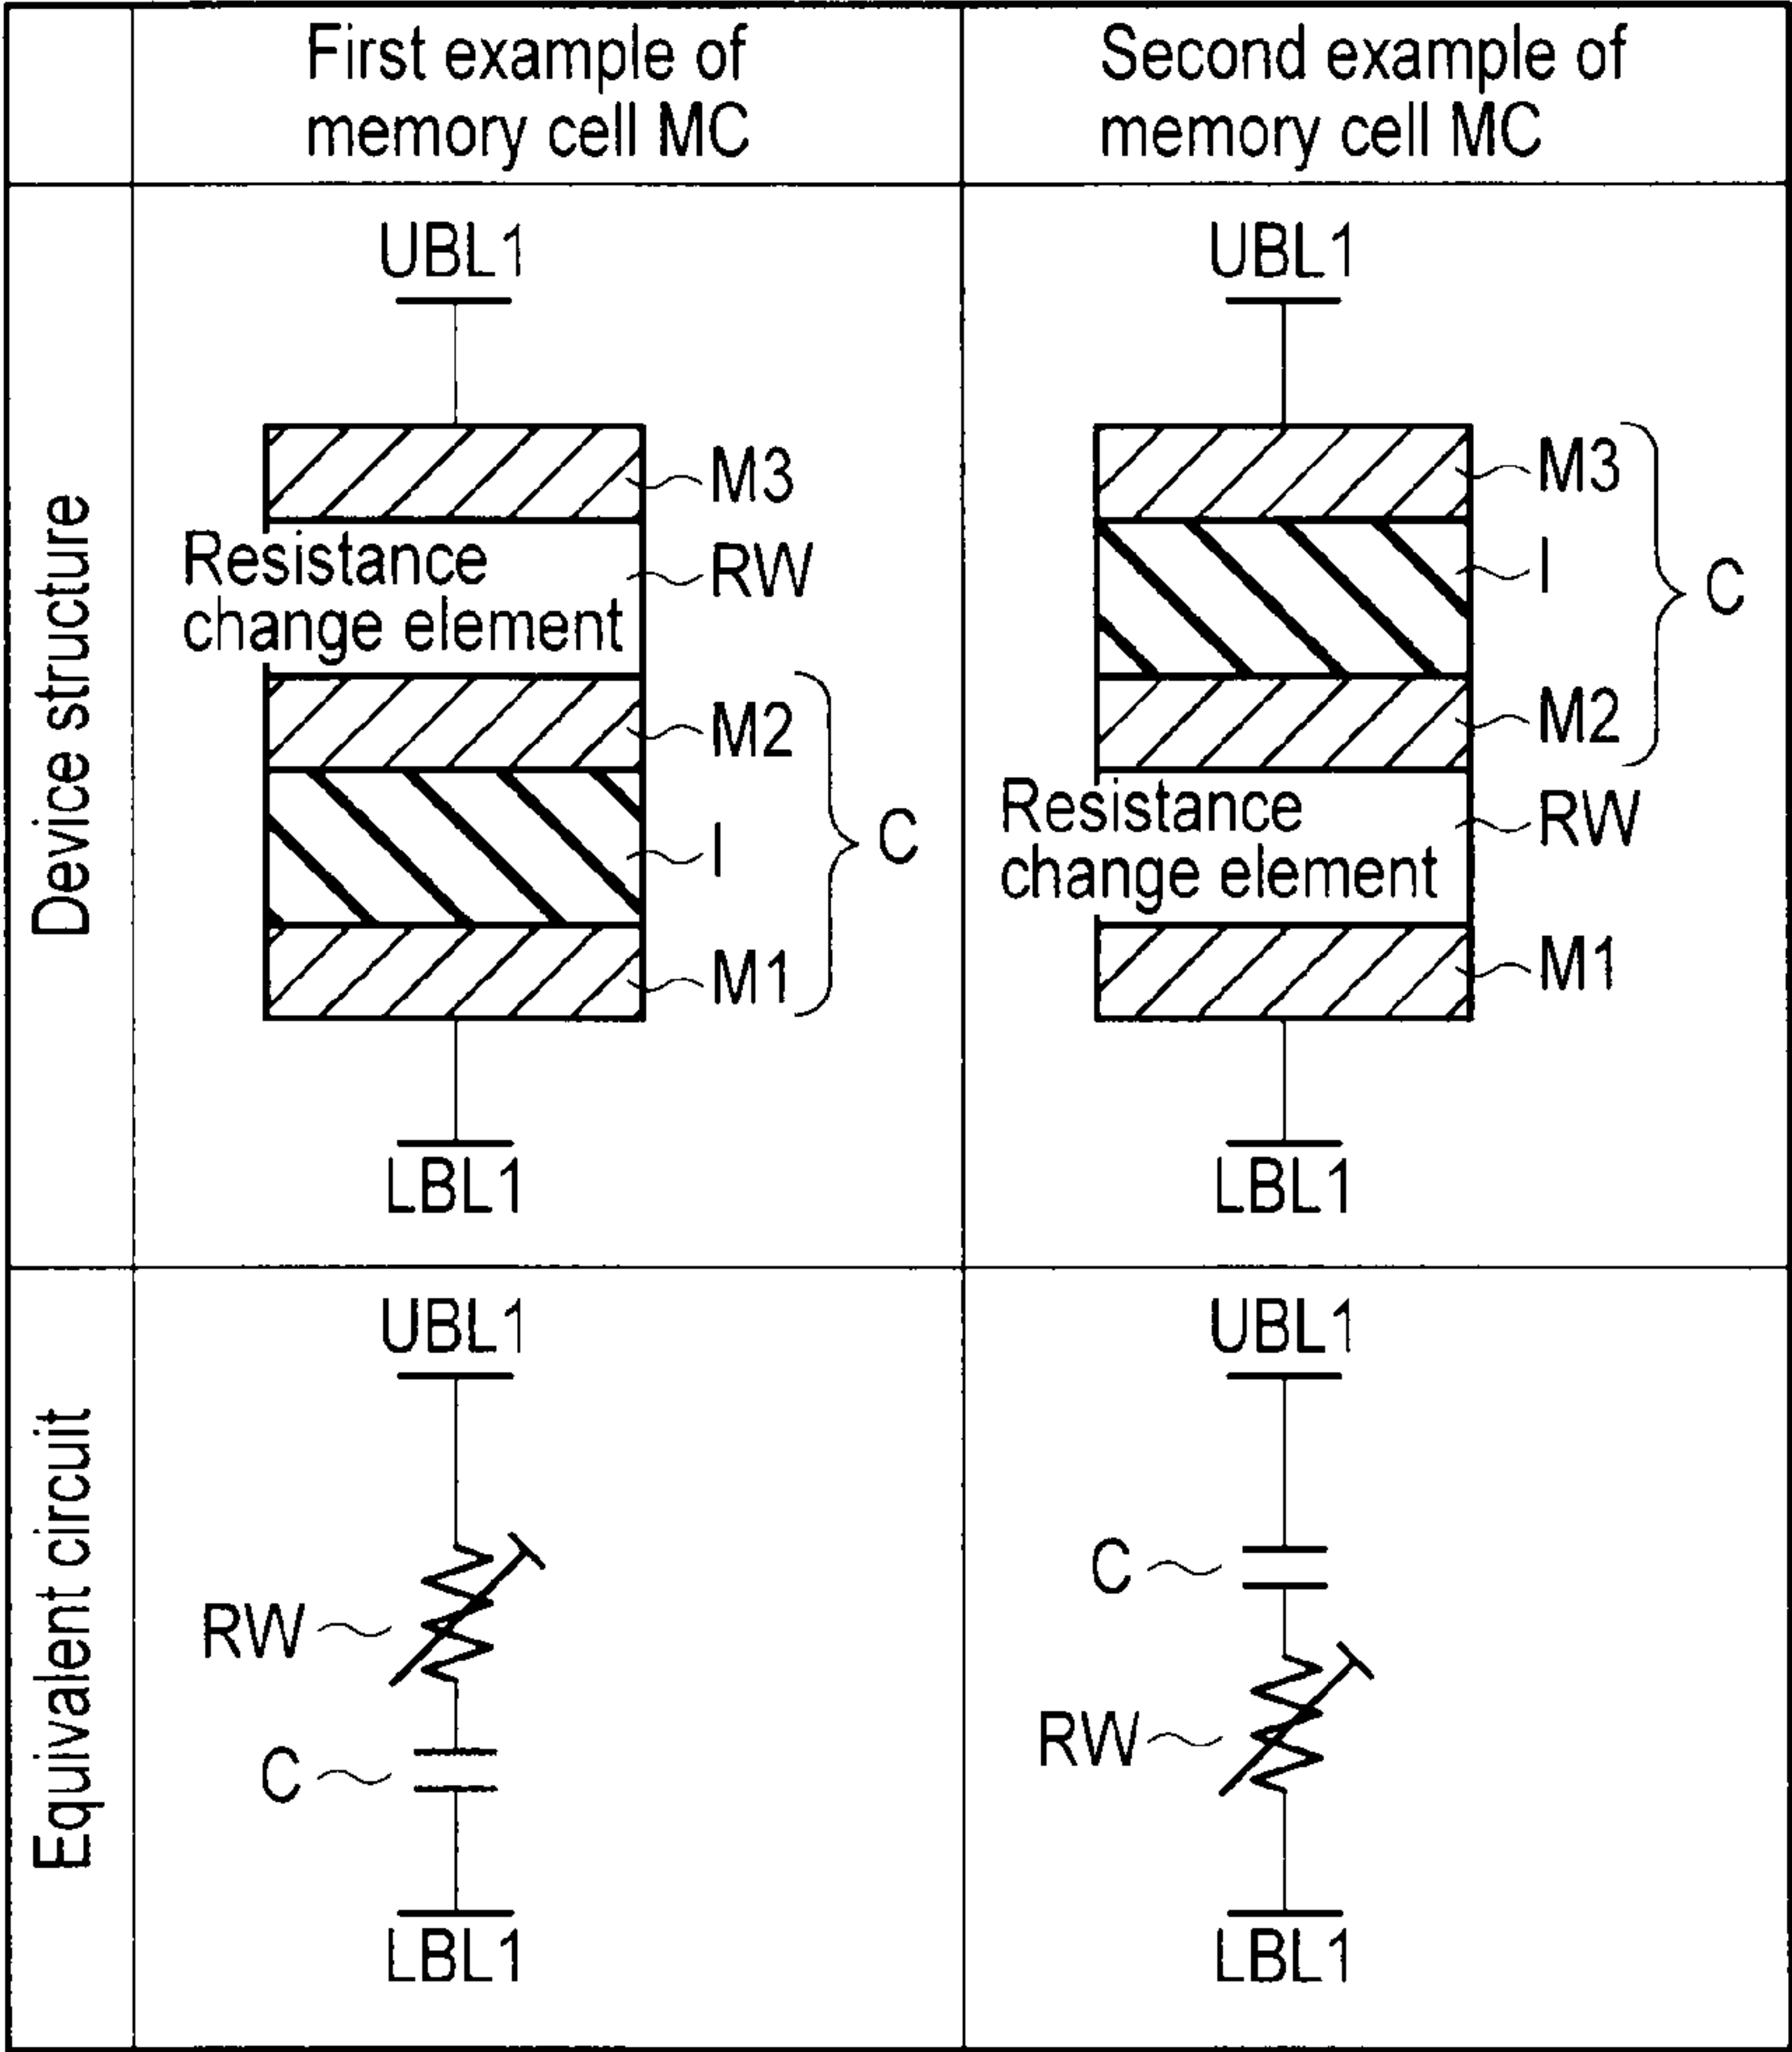 First example of
memory cell MC
Second example of
memory cell MC
Device structure
UBL1
M3
Resistance
change element
RW
M2
I
C
M1
LBL1
UBL1
M3
I
C
M2
Resistance
change element
RW
M1
LBL1
Equivalent circuit
UBL1
RW
C
LBL1
UBL1
C
RW
LBL1